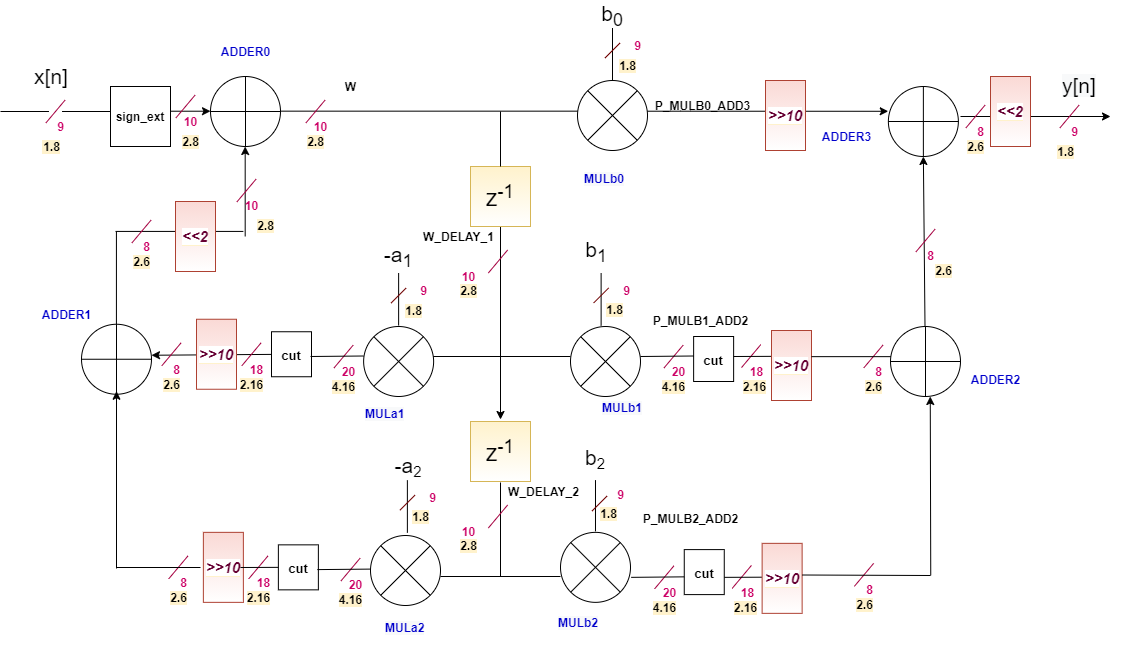 b0
9
1.8
ADDER0
x[n]
W
y[n]
sign_ext
9
1.8
10
2.8
10
2.8
P_MULB0_ADD3
>>10
ADDER3
8
2.6
<<2
9
1.8
MULb0
z-1
10
2.8
<<2
8
2.6
W_DELAY_1
10
2.8
8
2.6
-a1
9
1.8
b1
9
1.8
ADDER1
P_MULB1_ADD2
8
2.6
>>10
18
2.16
cut
20
4.16
20
4.16
cut
18
2.16
>>10
8
2.6
ADDER2
MULa1
MULb1
z-1
-a2
9
1.8
b2
9
1.8
W_DELAY_2
10
2.8
P_MULB2_ADD2
8
2.6
>>10
18
2.16
cut
20
4.16
20
4.16
cut
18
2.16
>>10
8
2.6
MULa2
MULb2